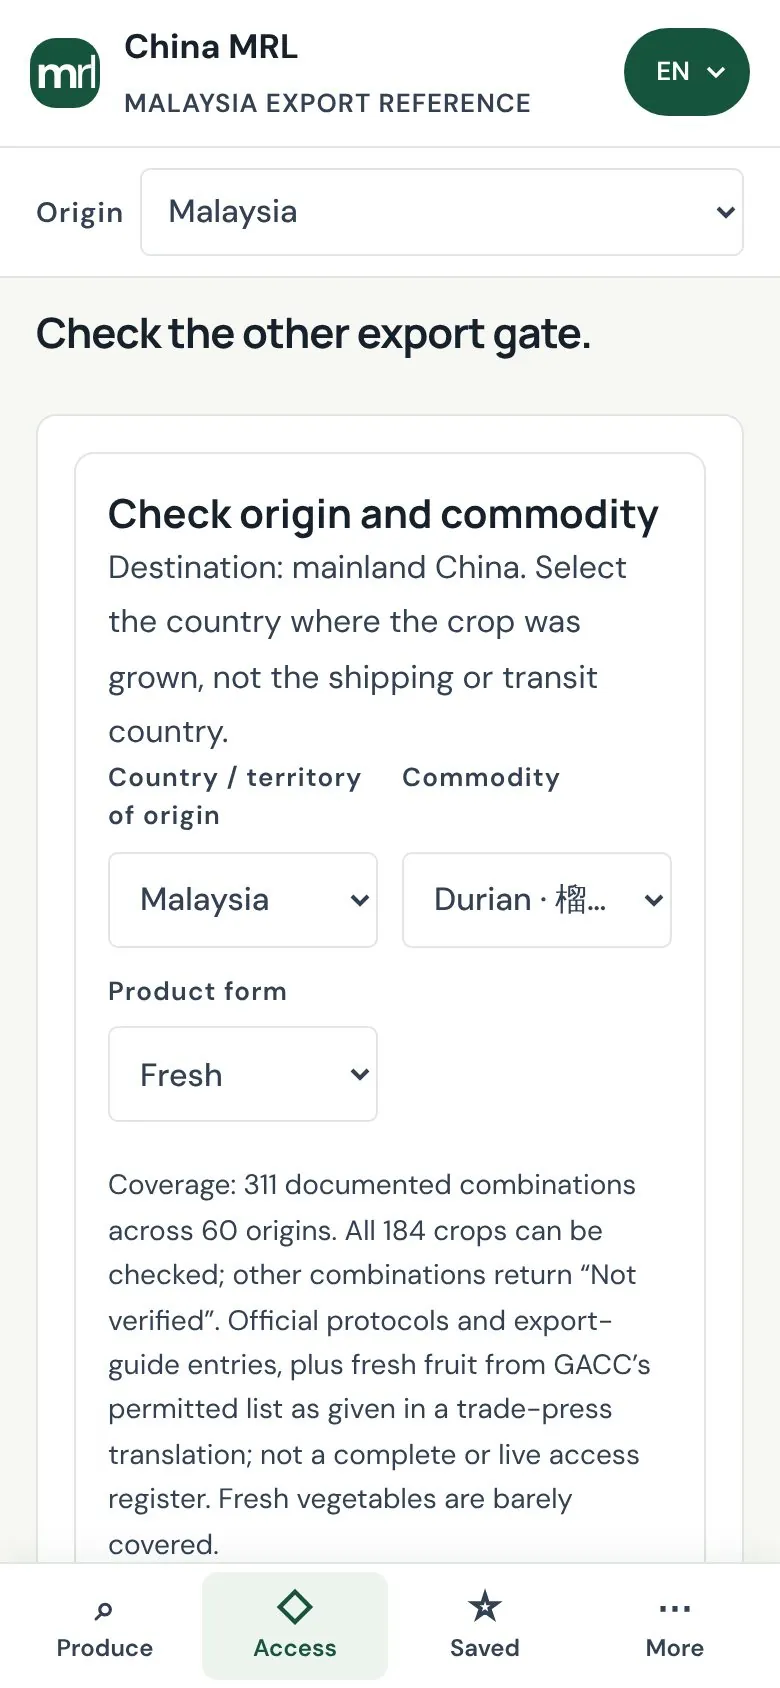 mrl
China MRL
MALAYSIA EXPORT REFERENCE
EN
Origin
Malaysia
Check the other export gate.
Check origin and commodity
Destination: mainland China. Select
the country where the crop was
grown, not the shipping or transit
country.
Country / territory
of origin
Commodity
Malaysia
Durian · 榴...
Product form
Fresh
Coverage: 311 documented combinations
across 60 origins. All 184 crops can be
checked; other combinations return “Not
verified”. Official protocols and export-
guide entries, plus fresh fruit from GACC’s
permitted list as given in a trade-press
translation; not a complete or live access
register. Fresh vegetables are barely
covered.
Produce
Access
Saved
More